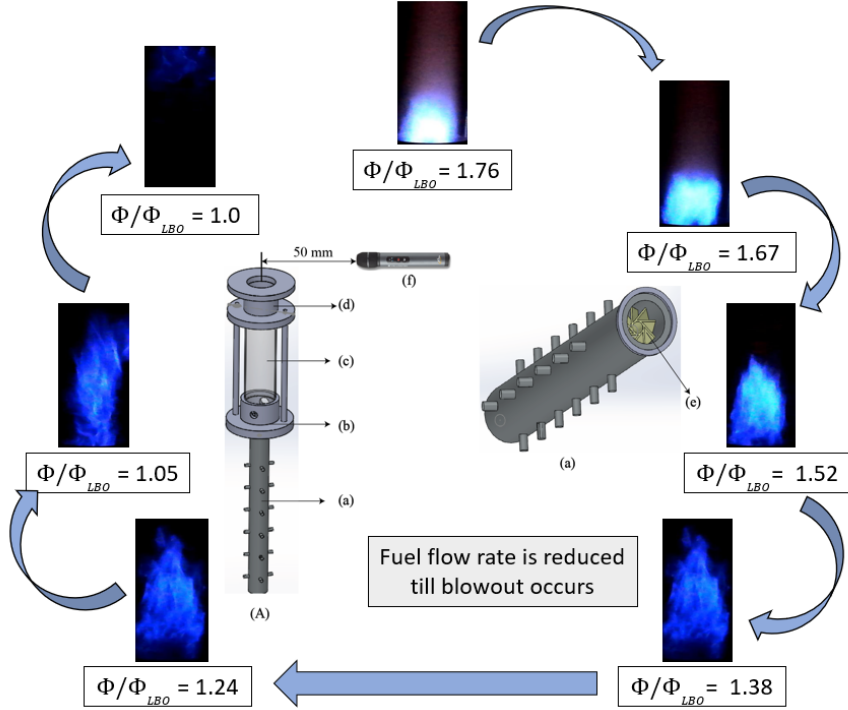 Φ/Φ_LBO = 1.76
Φ/Φ_LBO = 1.0
Φ/Φ_LBO = 1.67
50 mm
(f)
(d)
(c)
(b)
(a)
(A)
(e)
(a)
Φ/Φ_LBO = 1.05
Φ/Φ_LBO = 1.52
Fuel flow rate is reduced
till blowout occurs
Φ/Φ_LBO = 1.24
Φ/Φ_LBO = 1.38